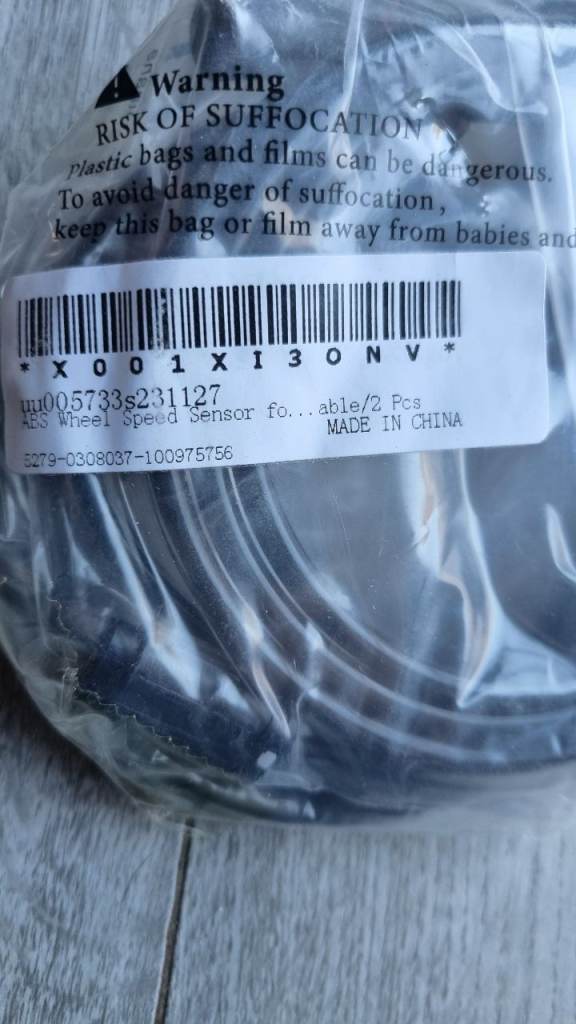 Warning
RISK OF SUFFOCATION
Plastic bags and films can be dangerous.
To avoid danger of suffocation,
keep this bag or film away from babies and
*X001XI3ONV*
uu005733s231127
ABS Wheel Speed Sensor fo...able/2 Pcs
MADE IN CHINA
5279-0308037-100975756